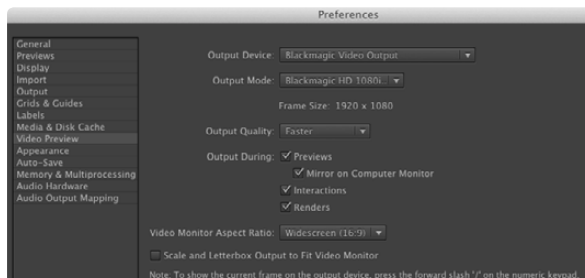 Preferences
General
Previews
Display
Import
Output
Grids & Guides
Labels
Media & Disk Cache
Video Preview
Appearance
Auto-Save
Memory & Multiprocessing
Audio Hardware
Audio Output Mapping
Output Device: Blackmagic Video Output
Output Mode: Blackmagic HD 1080i..
Frame Size: 1920 x 1080
Output Quality: Faster
Output During: Previews
Mirror on Computer Monitor
Interactions
Renders
Video Monitor Aspect Ratio: Widescreen (16:9)
Scale and Letterbox Output to Fit Video Monitor
Note: To show the current frame on the output device, press the forward slash "/" on the numeric keypad.